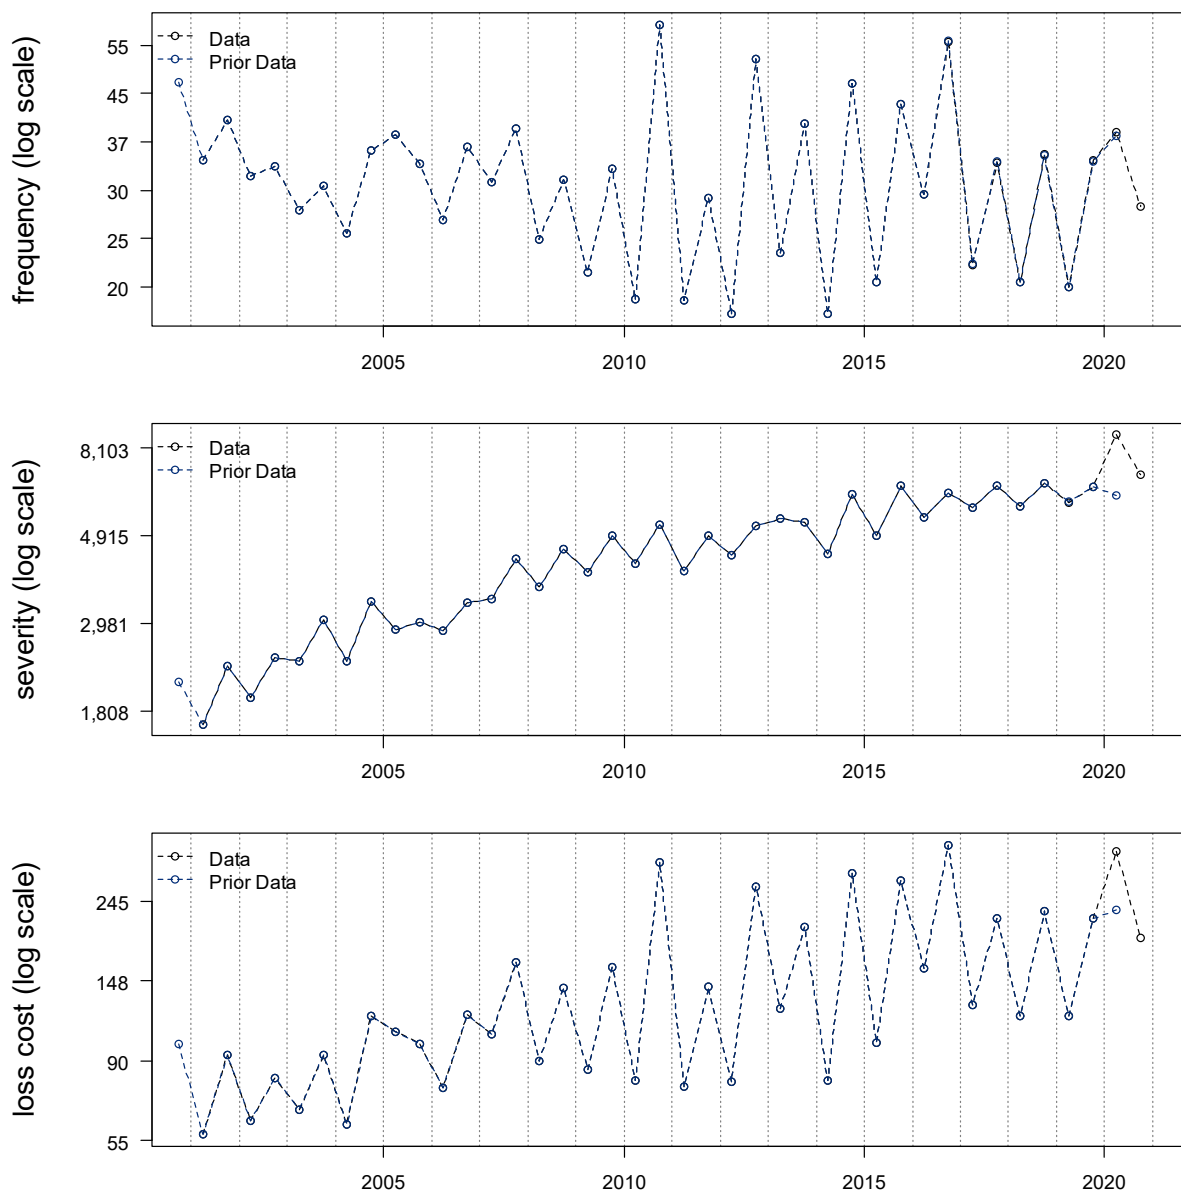 frequency (log scale)
55
45
37
30
25
20
Data
Prior Data
2005
2010
2015
2020
severity (log scale)
8,103
4,915
2,981
1,808
Data
Prior Data
2005
2010
2015
2020
loss cost (log scale)
245
148
90
55
Data
Prior Data
2005
2010
2015
2020